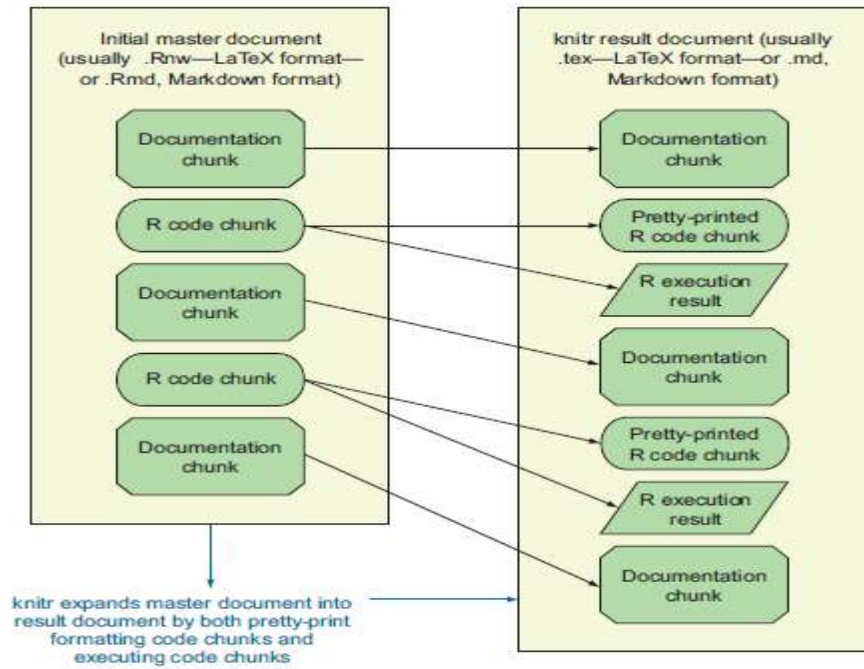 Initial master document
(usually .Rnw—LaTeX format—
or .Rmd, Markdown format)
Documentation
chunk
R code chunk
Documentation
chunk
R code chunk
Documentation
chunk
knitr expands master document into
result document by both pretty-print
formatting code chunks and
executing code chunks
knitr result document (usually
.tex—LaTeX format—or .md,
Markdown format)
Documentation
chunk
Pretty-printed
R code chunk
R execution
result
Documentation
chunk
Pretty-printed
R code chunk
R execution
result
Documentation
chunk